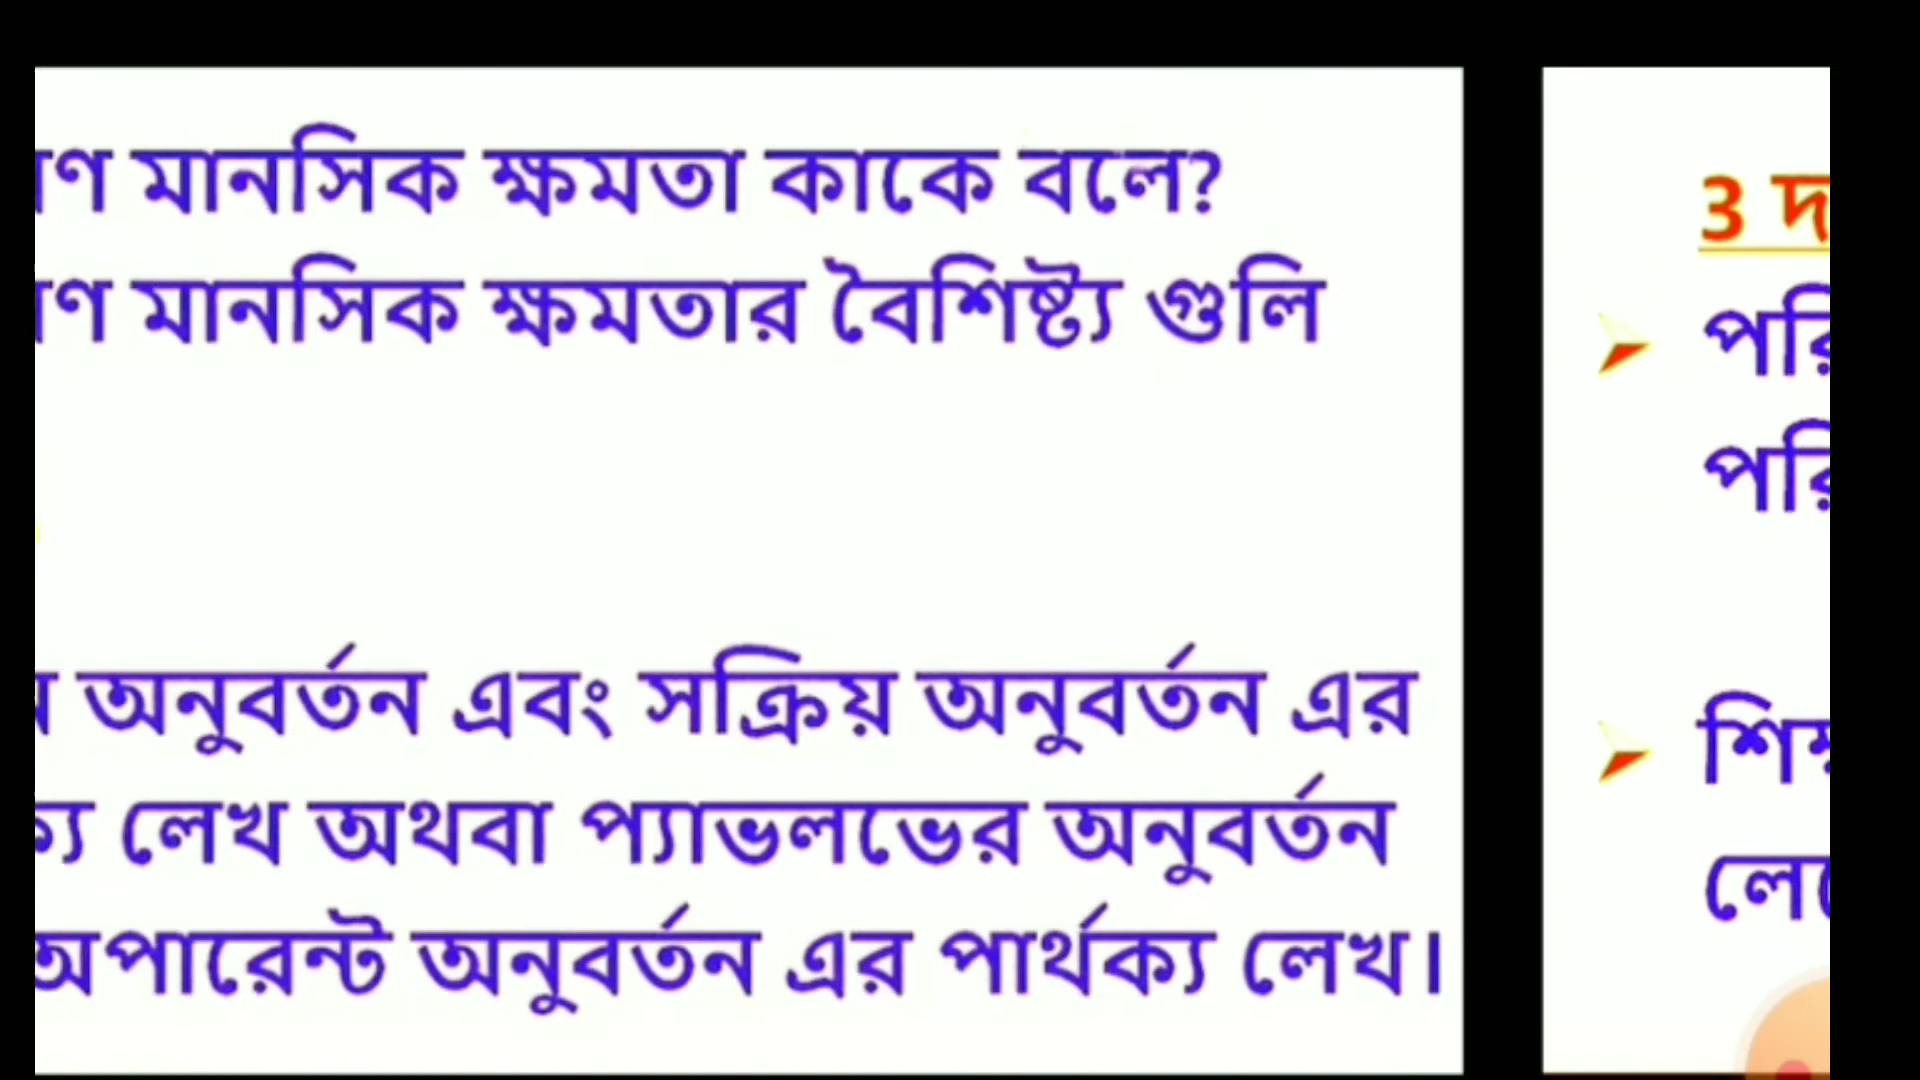 মানসিক ক্ষমতা কাকে বলে?
মানসিক ক্ষমতার বৈশিষ্ট্য গুলি
অনুবর্তন এবং সক্রিয় অনুবর্তন এর
লেখ অথবা প্যাভলভের অনুবর্তন
অপারেন্ট অনুবর্তন এর পার্থক্য লেখ।
3